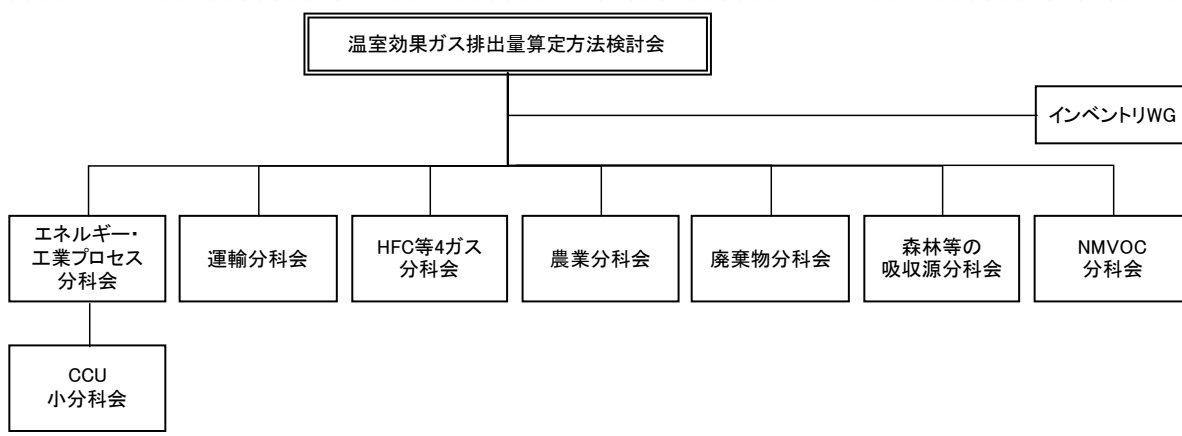 温室効果ガス排出量算定方法検討会
インベントリWG
エネルギー・
工業プロセス
分科会
運輸分科会
HFC等4ガス
分科会
農業分科会
廃棄物分科会
森林等の
吸収源分科会
NMVOC
分科会
CCU
小分科会